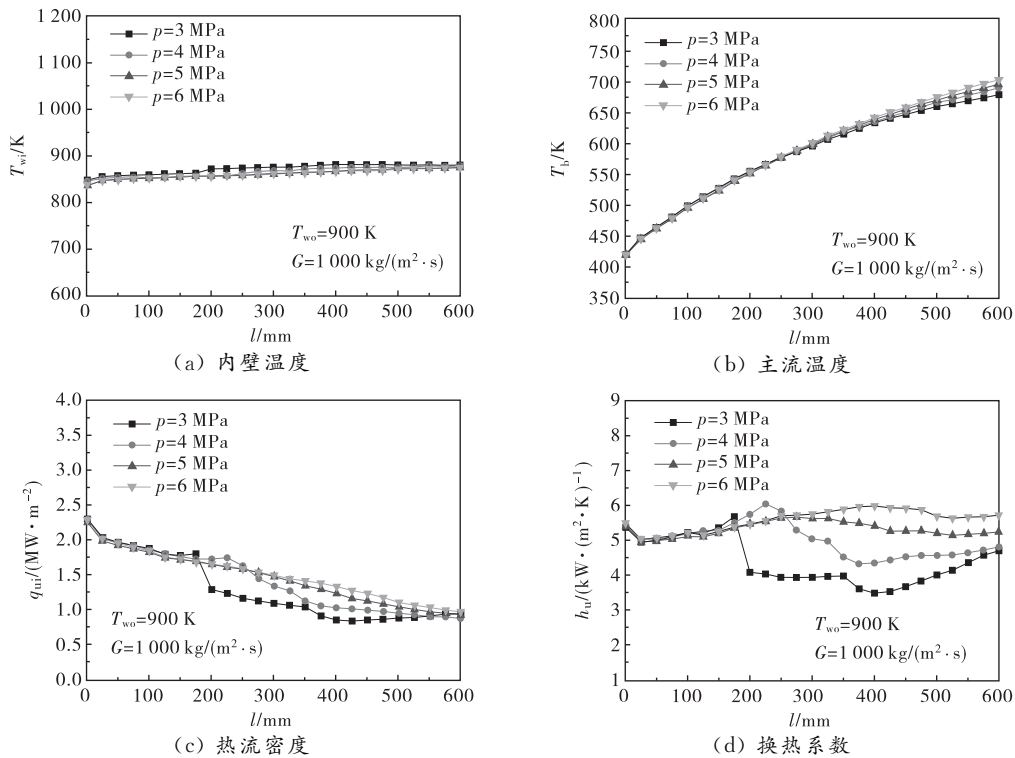 1 200
1 000
900
800
700
600
0
100
200
300
400
500
600
T_wi/K
l/mm
p=3 MPa
p=4 MPa
p=5 MPa
p=6 MPa
T_wo=900 K
G=1 000 kg/(m²·s)
(a) 内壁温度
800
700
650
600
550
500
450
400
350
0
100
200
300
400
500
600
T_b/K
l/mm
p=3 MPa
p=4 MPa
p=5 MPa
p=6 MPa
T_wo=900 K
G=1 000 kg/(m²·s)
(b) 主流温度
4.0
3.5
3.0
2.5
2.0
1.5
1.0
0.5
0.0
0
100
200
300
400
500
600
q_ui/(MW·m⁻²)
l/mm
p=3 MPa
p=4 MPa
p=5 MPa
p=6 MPa
T_wo=900 K
G=1 000 kg/(m²·s)
(c) 热流密度
9
8
7
6
5
4
3
2
1
0
100
200
300
400
500
600
h_u/(kW·(m²·K)⁻¹)
l/mm
p=3 MPa
p=4 MPa
p=5 MPa
p=6 MPa
T_wo=900 K
G=1 000 kg/(m²·s)
(d) 换热系数